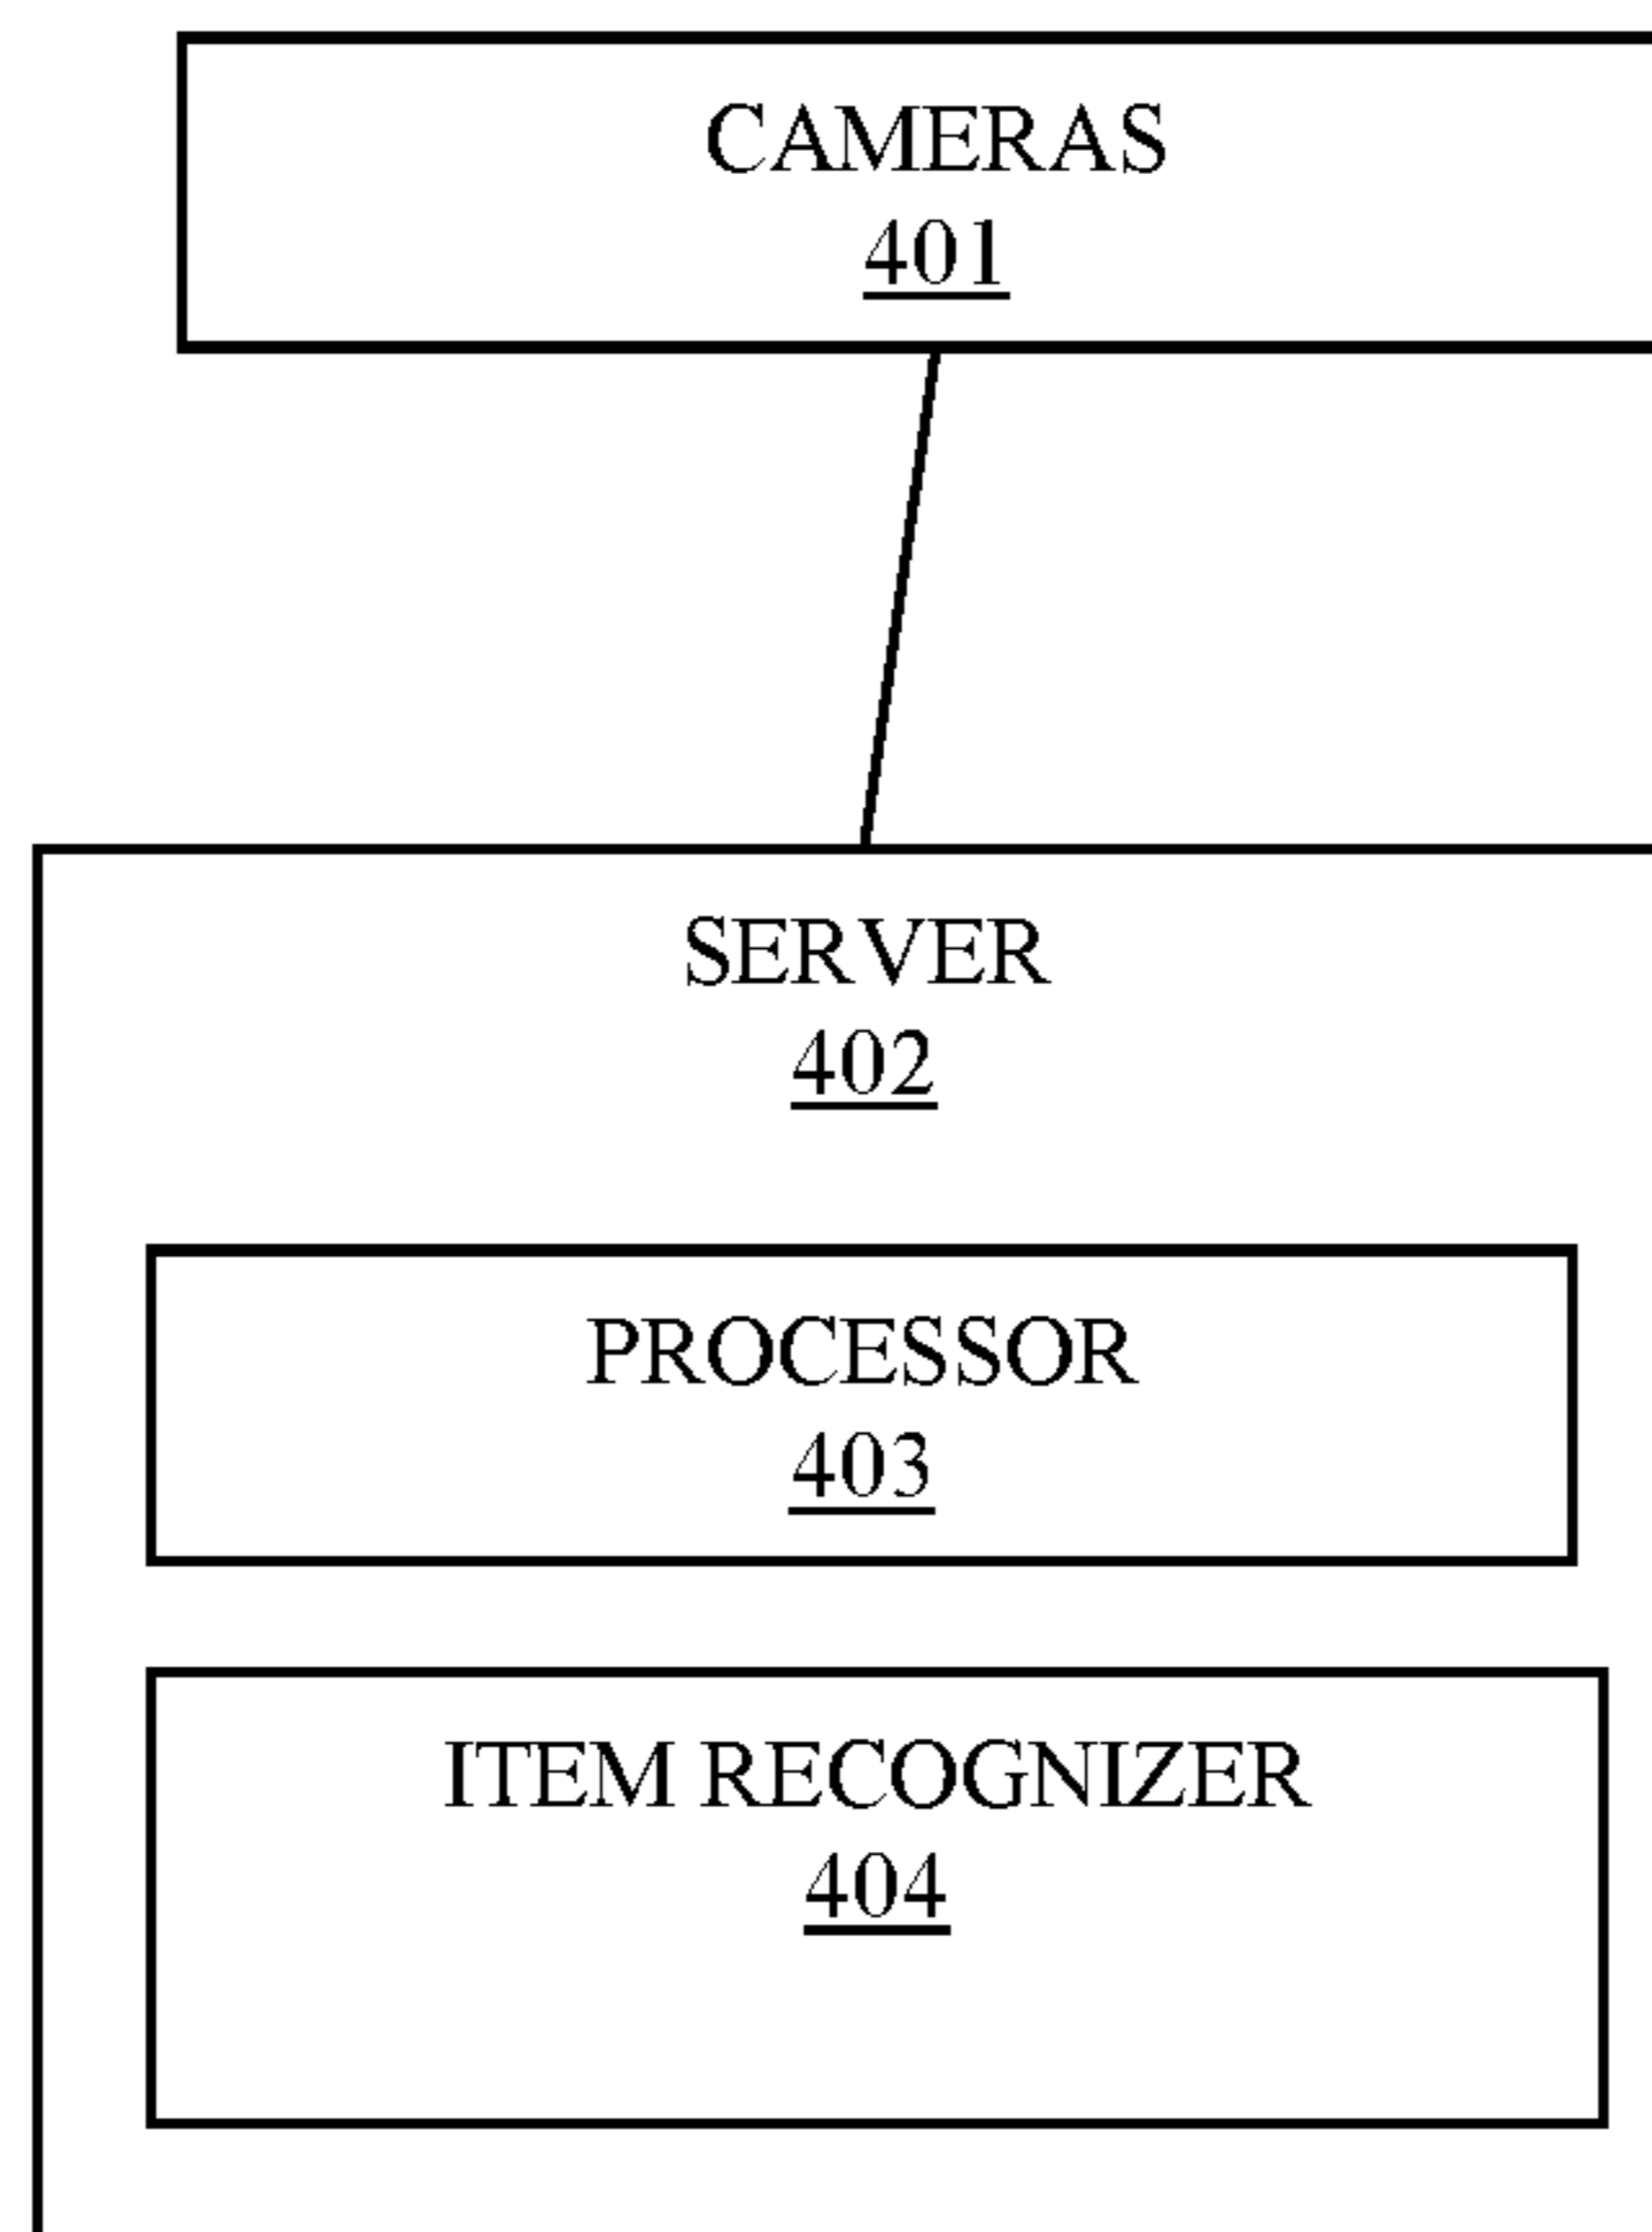 CAMERAS
401
SERVER
402
PROCESSOR
403
ITEM RECOGNIZER
404